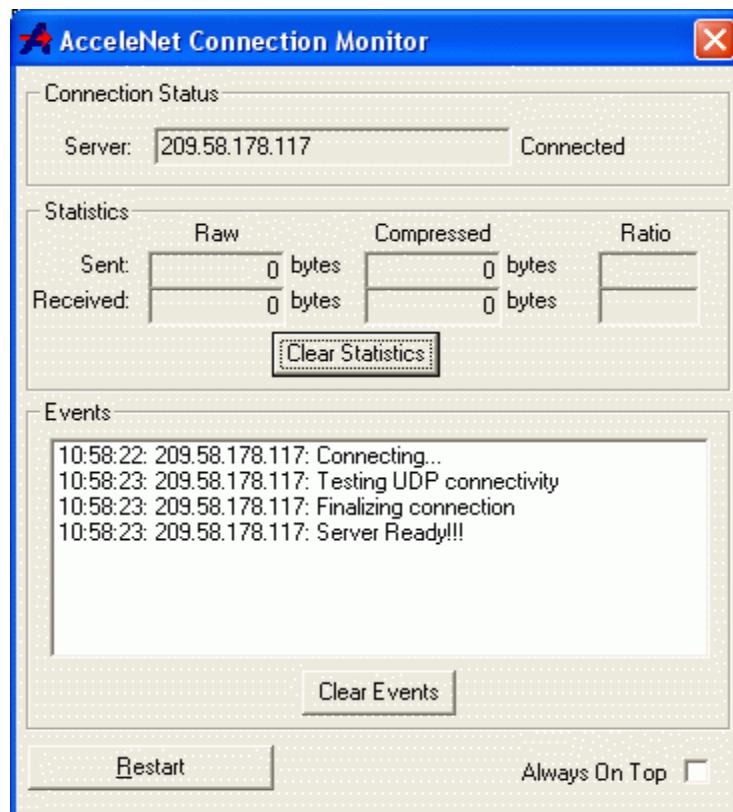 AcceleNet Connection Monitor
Connection Status
Server: 209.58.178.117 Connected
Statistics
Raw Compressed Ratio
Sent: 0 bytes 0 bytes
Received: 0 bytes 0 bytes
Clear Statistics
Events
10:58:22: 209.58.178.117: Connecting...
10:58:23: 209.58.178.117: Testing UDP connectivity
10:58:23: 209.58.178.117: Finalizing connection
10:58:23: 209.58.178.117: Server Ready!!!
Clear Events
Restart Always On Top